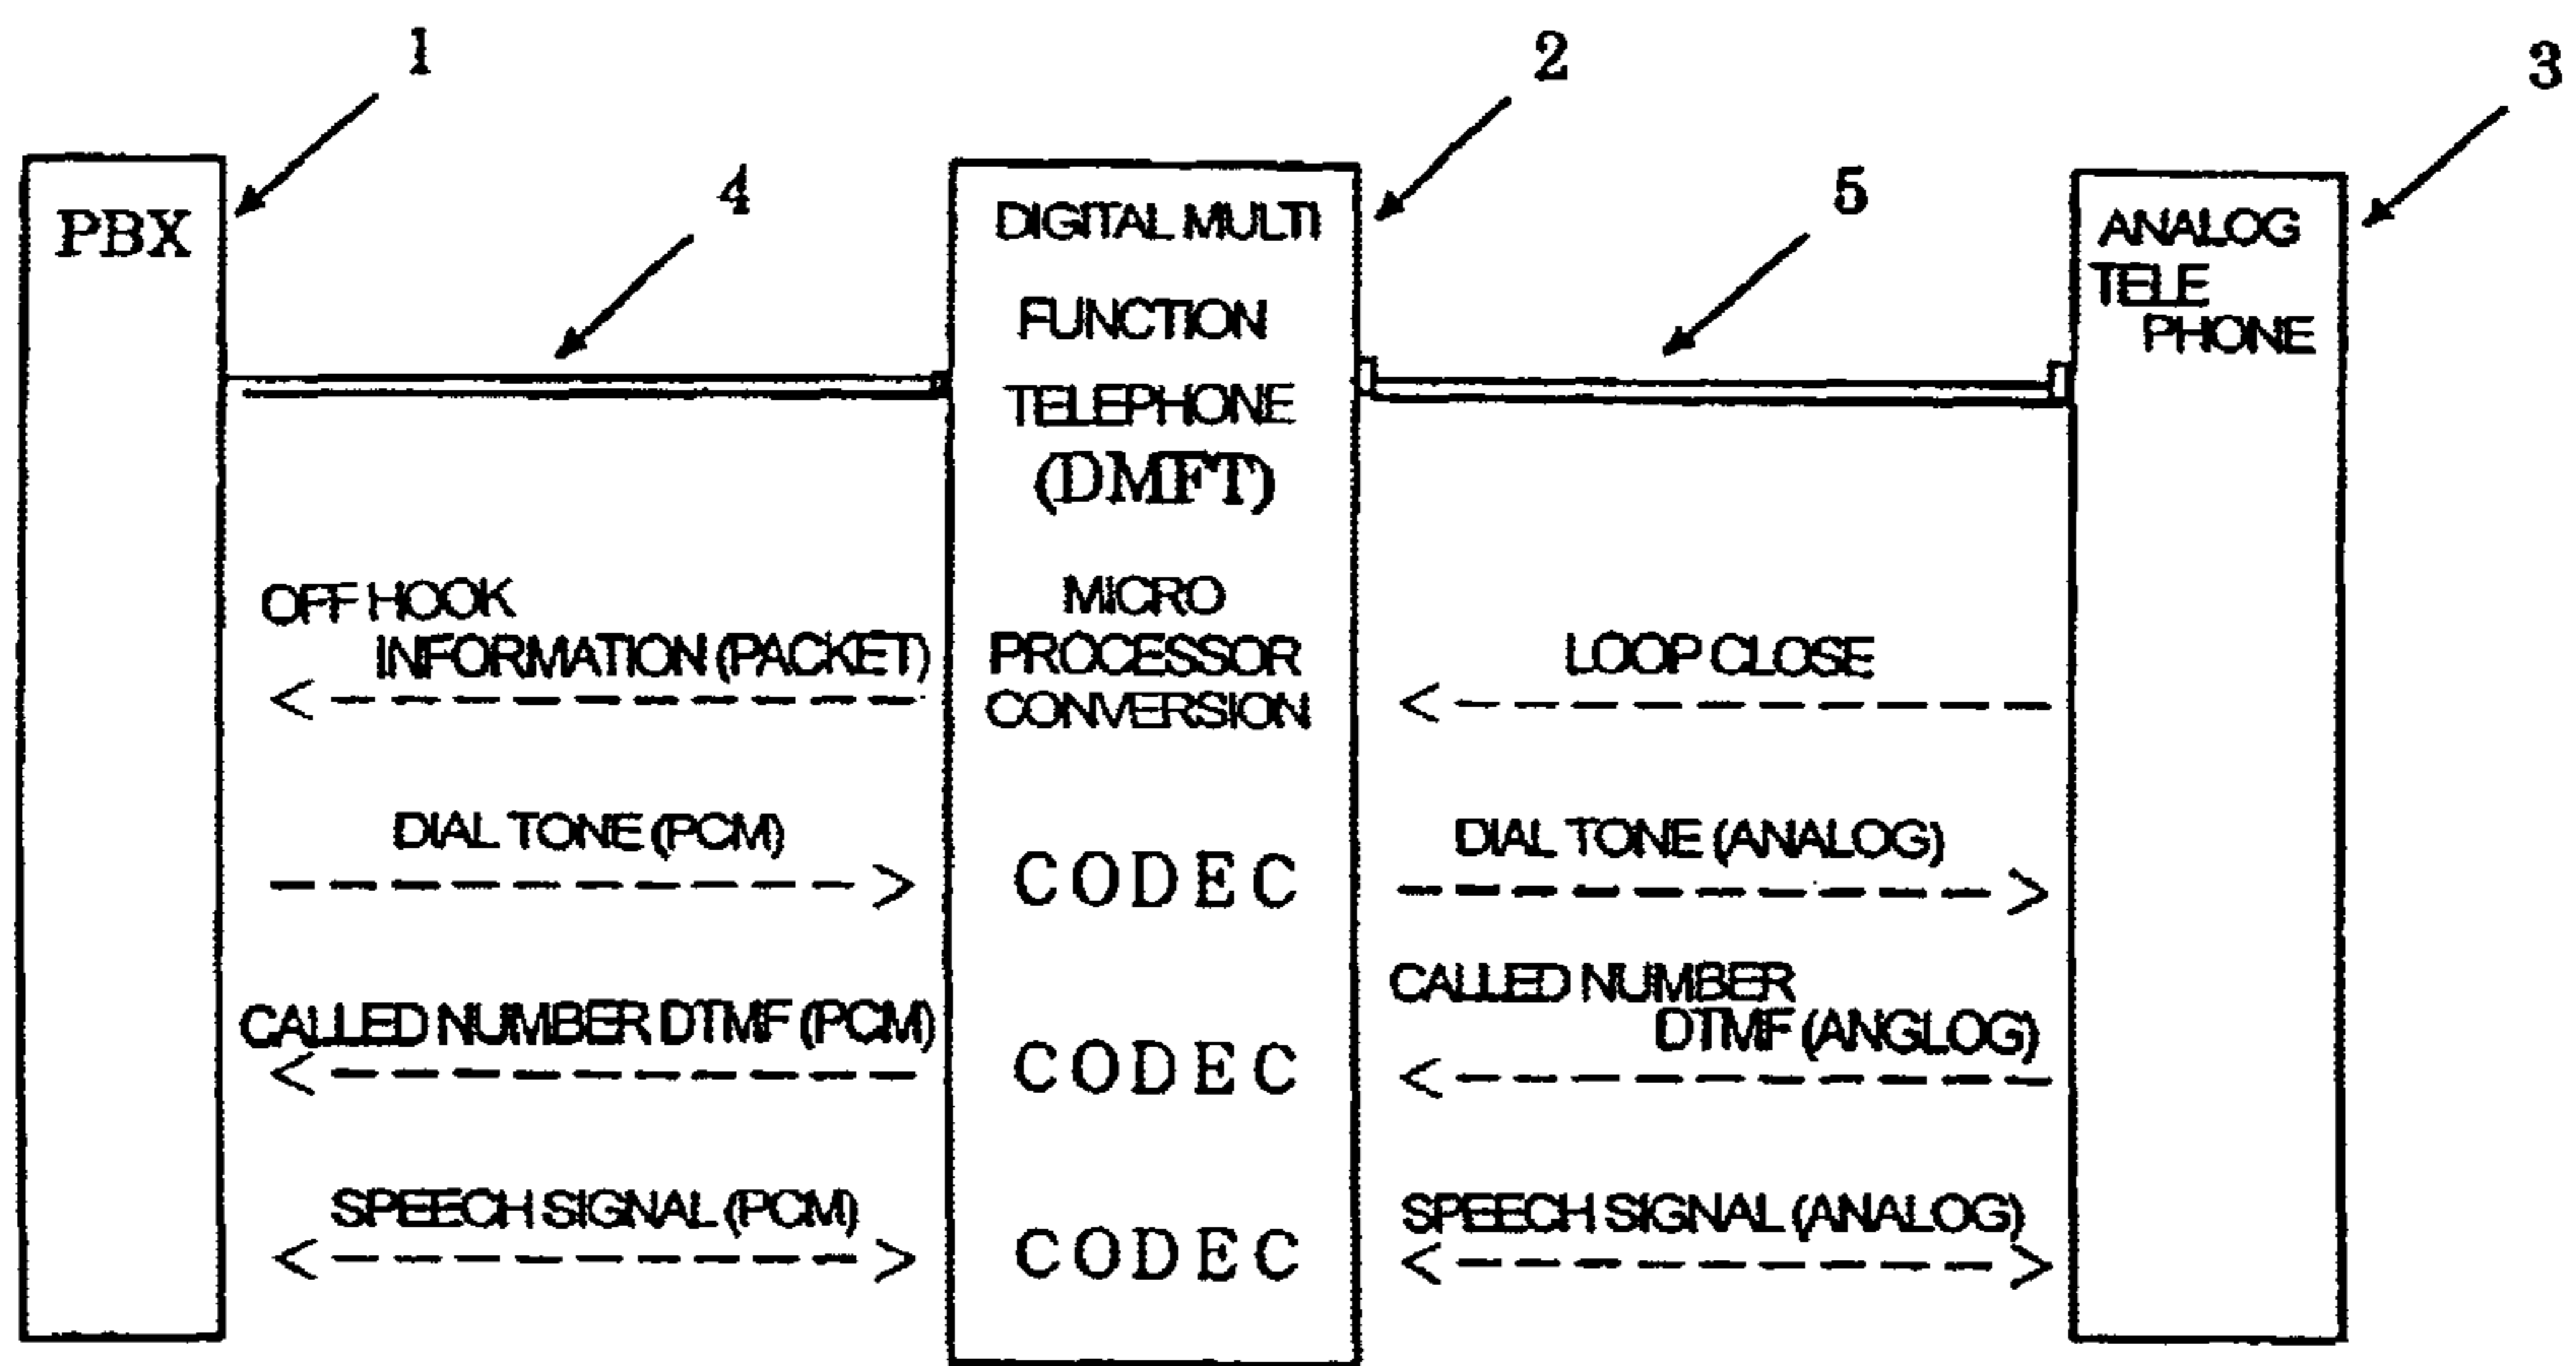 1
2
3
4
5
PBX
DIGITAL MULTI
FUNCTION
TELEPHONE
(DMFT)
ANALOG
TELE
PHONE
OFF HOOK
INFORMATION (PACKET)
MICRO
PROCESSOR
CONVERSION
LOOP CLOSE
DIAL TONE (PCM)
CODEC
DIAL TONE (ANALOG)
CALLED NUMBER DTMF (PCM)
CODEC
CALLED NUMBER
DTMF (ANGLOG)
SPEECH SIGNAL (PCM)
CODEC
SPEECH SIGNAL (ANALOG)